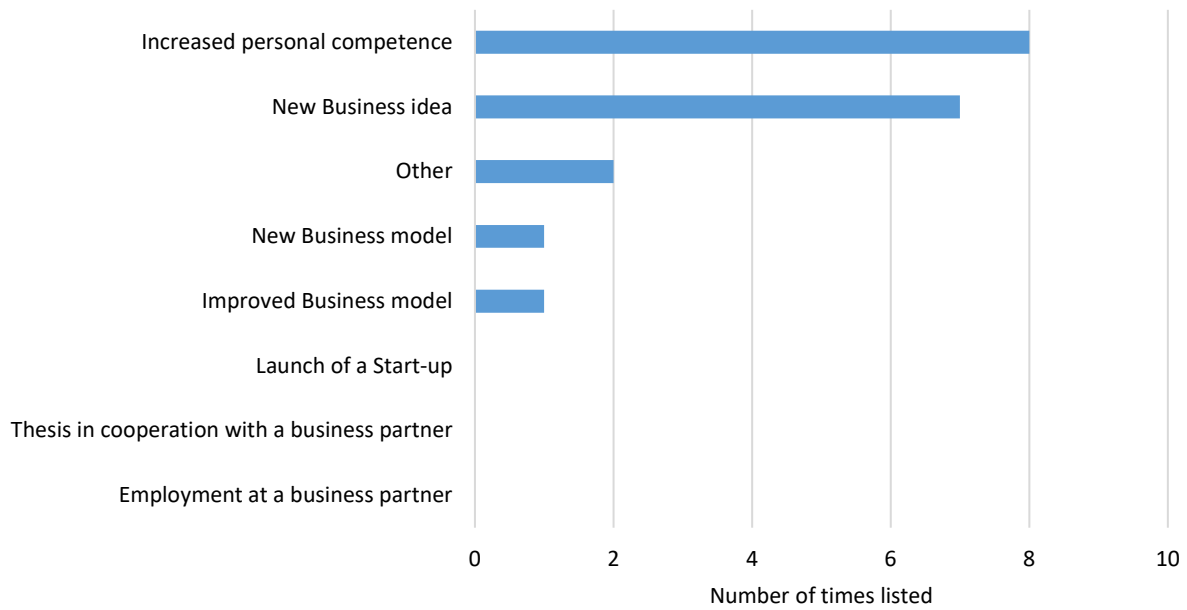 Increased personal competence
New Business idea
Other
New Business model
Improved Business model
Launch of a Start-up
Thesis in cooperation with a business partner
Employment at a business partner
0 2 4 6 8 10
Number of times listed